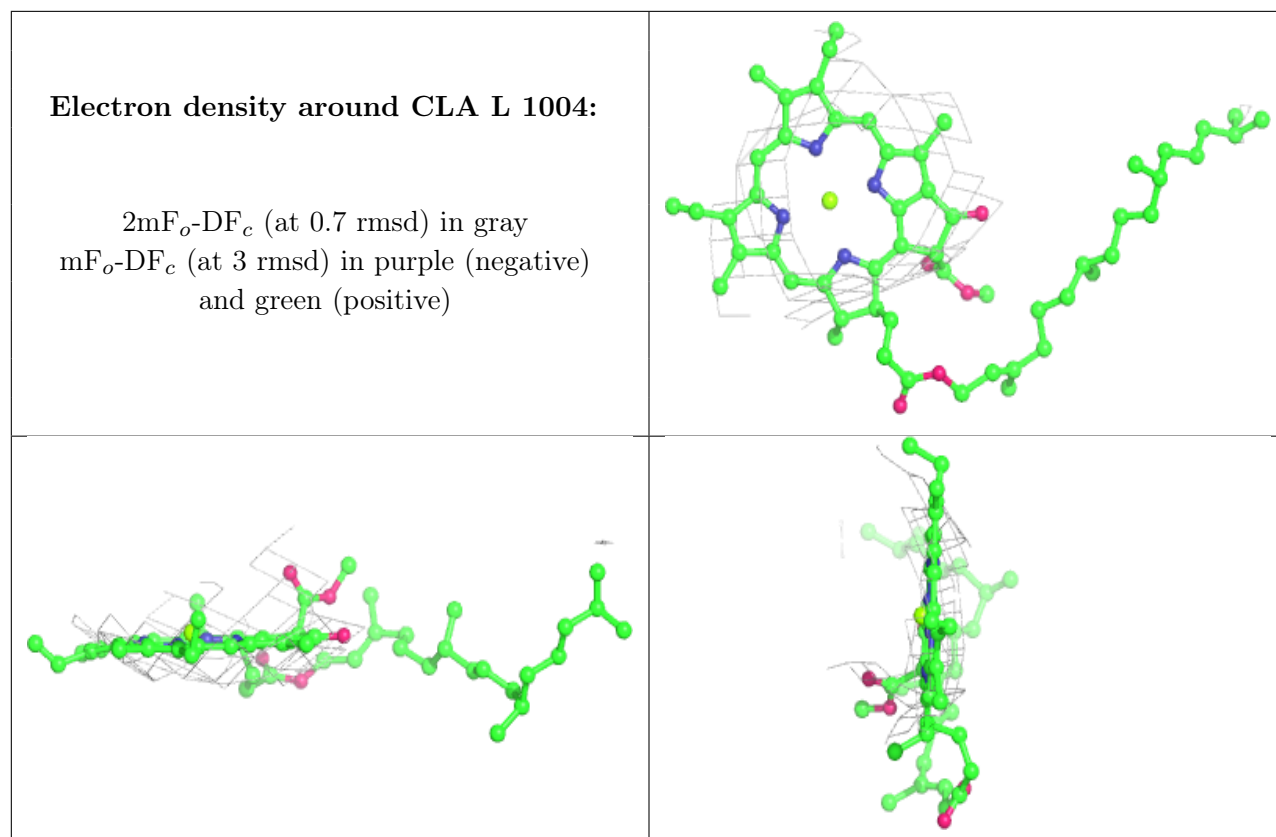 Electron density around CLA L 1004:
2mFo-DFc (at 0.7 rmsd) in gray
mFo-DFc (at 3 rmsd) in purple (negative)
and green (positive)